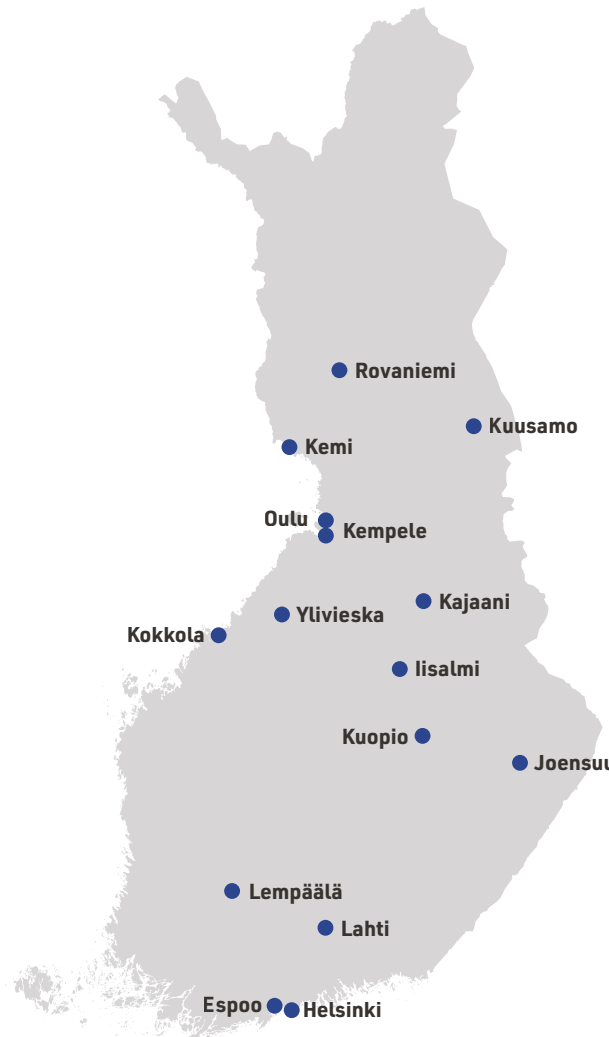 Rovaniemi
Kuusamo
Kemi
Oulu
Kempele
Kajaani
Ylivieska
Kokkola
Iisalmi
Kuopio
Joensuu
Lempäälä
Lahti
Espoo
Helsinki